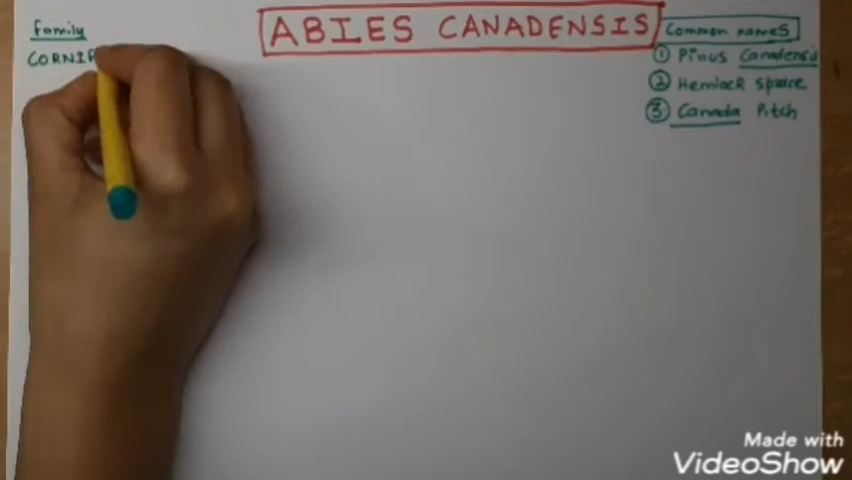 Family
CORNIF
ABIES CANADENSIS
Common names
① Pinus Canadensis
② Hemlock spruce
③ Canada Pitch
Made with
VideoShow